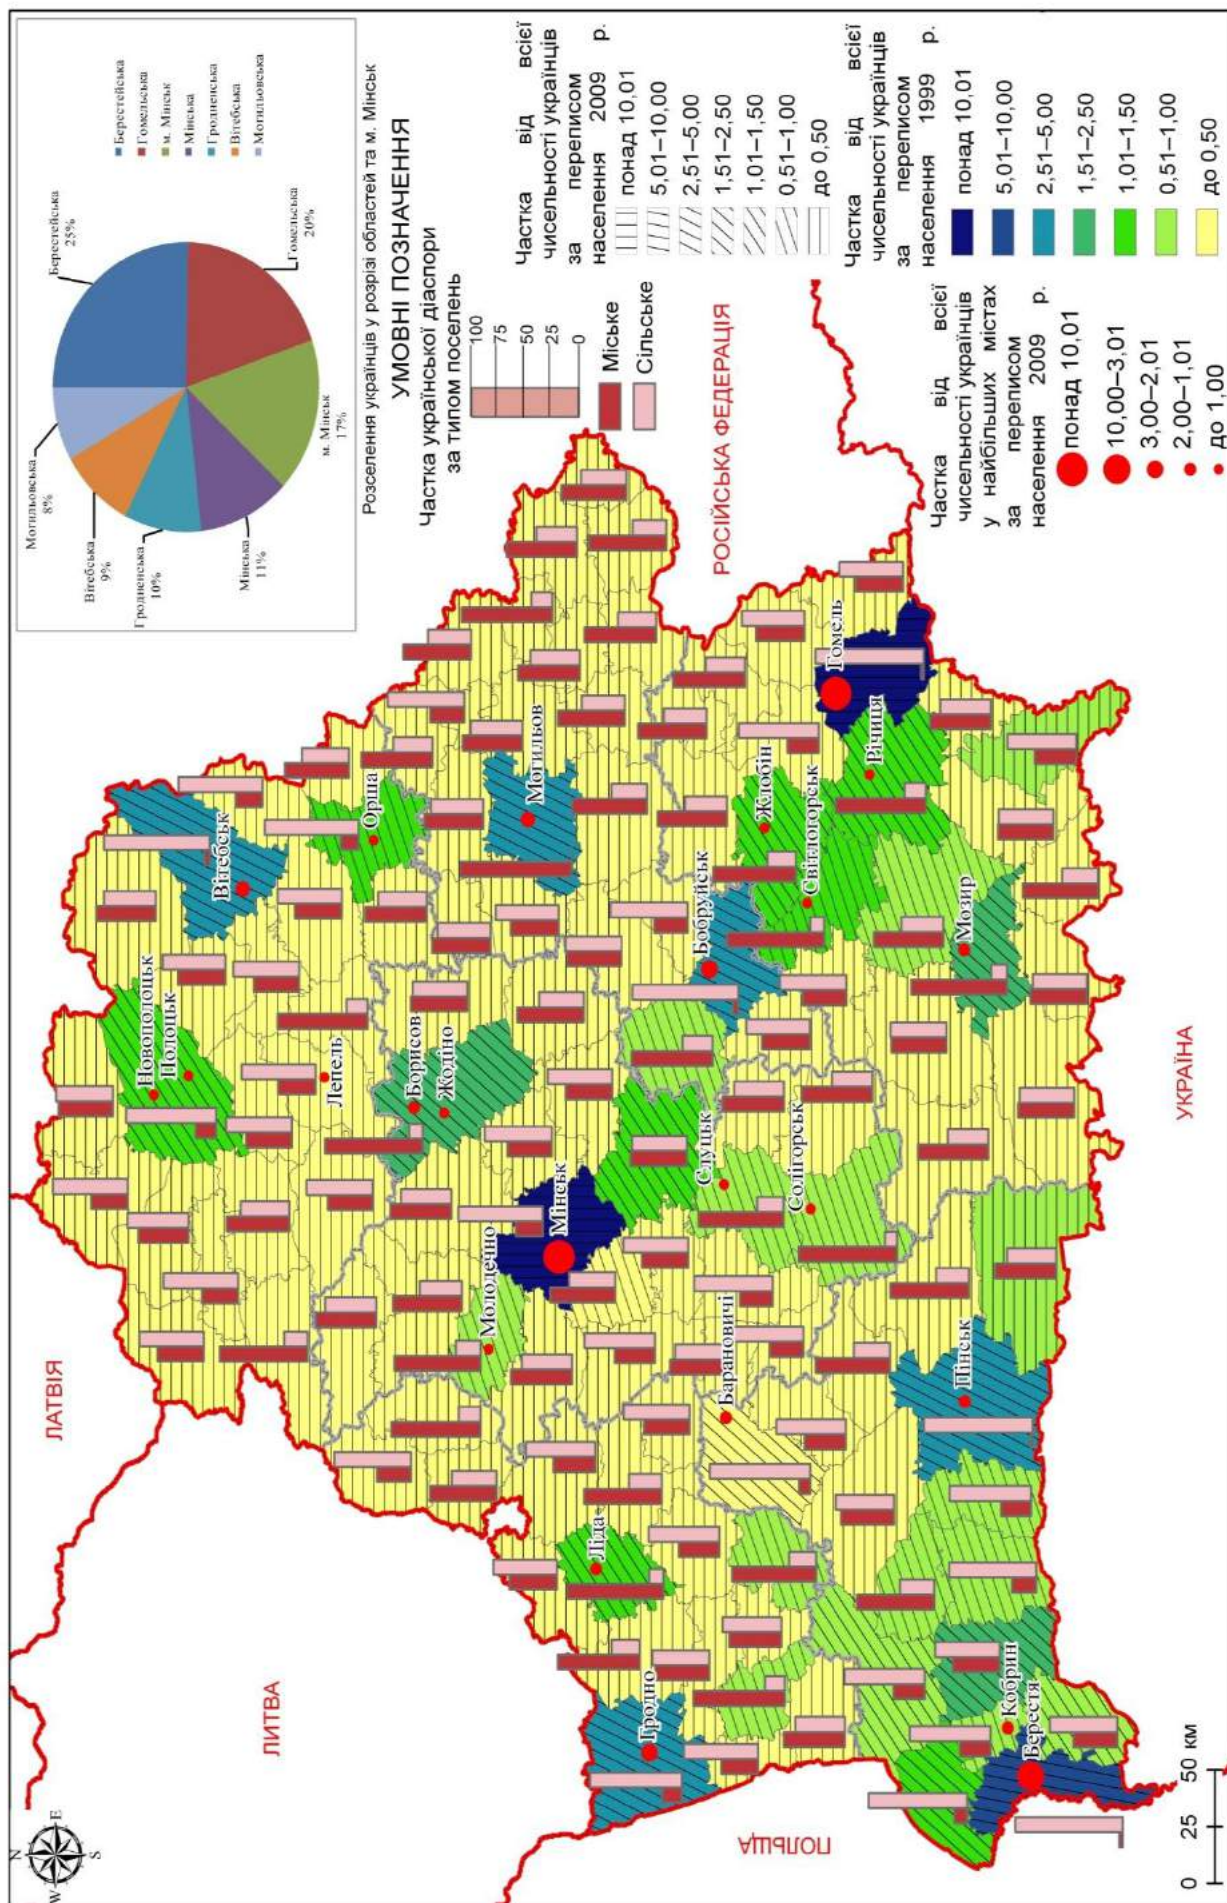 Берестейська
25%
Гомельська
20%
м. Мінськ
17%
Мінська
11%
Гродненська
10%
Вітебська
9%
Могильовська
8%
Берестейська
Гомельська
м. Мінськ
Мінська
Гродненська
Вітебська
Могильовська
Розселення українців у розрізі областей та м. Мінськ
УМОВНІ ПОЗНАЧЕННЯ
Частка української діаспори
за типом поселень
100
75
50
25
0
Міське
Сільське
Частка від всієї
чисельності українців
за переписом
населення 2009 р.
понад 10,01
5,01–10,00
2,51–5,00
1,51–2,50
1,01–1,50
0,51–1,00
до 0,50
Частка від всієї
чисельності українців
за переписом
населення 1999 р.
понад 10,01
5,01–10,00
2,51–5,00
1,51–2,50
1,01–1,50
0,51–1,00
до 0,50
Частка від всієї
чисельності українців
у найбільших містах
за переписом
населення 2009 р.
понад 10,01
10,00–3,01
3,00–2,01
2,00–1,01
до 1,00
N
E
S
W
ЛАТВІЯ
ЛИТВА
ПОЛЬЩА
РОСІЙСЬКА ФЕДЕРАЦІЯ
УКРАЇНА
Новополоцьк
Полоцьк
Вітебськ
Лепель
Орша
Борисов
Жодіно
Могильов
Молодечно
Мінськ
Ліда
Гродно
Бобруйськ
Жлобін
Гомель
Слуцьк
Світлогорськ
Річиця
Барановичі
Солігорськ
Мозир
Пінськ
Кобрин
Берестя
0
25
50 км